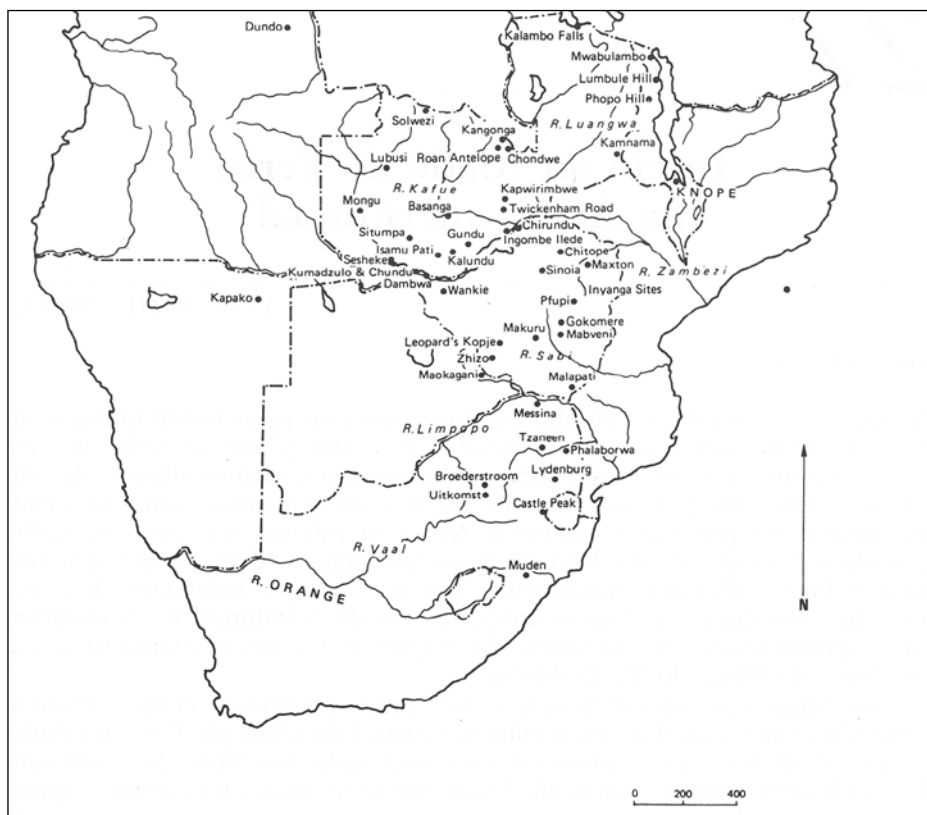 Dundo
Kalambo Falls
Mwabulambo
Lumbule Hill
Phopo Hill
Solwezi
R. Luangwa
Kangonga
Kamnama
Lubusi
Roan Antelope
Chondwe
R. Kafue
Kapwirimbwe
KNOPE
Mongu
Basanga
Twickenham Road
Chirundu
Situmpa
Gundu
Ingombe Ilede
Isamu Pati
Chitope
Sesheke
Kalundu
Maxton
Kumadzulo & Chundu
Sinoia
R. Zambezi
Dambwa
Wankie
Inyanga Sites
Kapako
Pfupi
Gokomere
Makuru
Mabveni
Leopard's Kopje
R. Sabi
Zhizo
Maokagani
Malapati
Messina
R. Limpopo
Tzaneen
Phalaborwa
Broederstroom
Lydenburg
Uitkomst
Castle Peak
R. Vaal
Muden
R. ORANGE
N
0 200 400